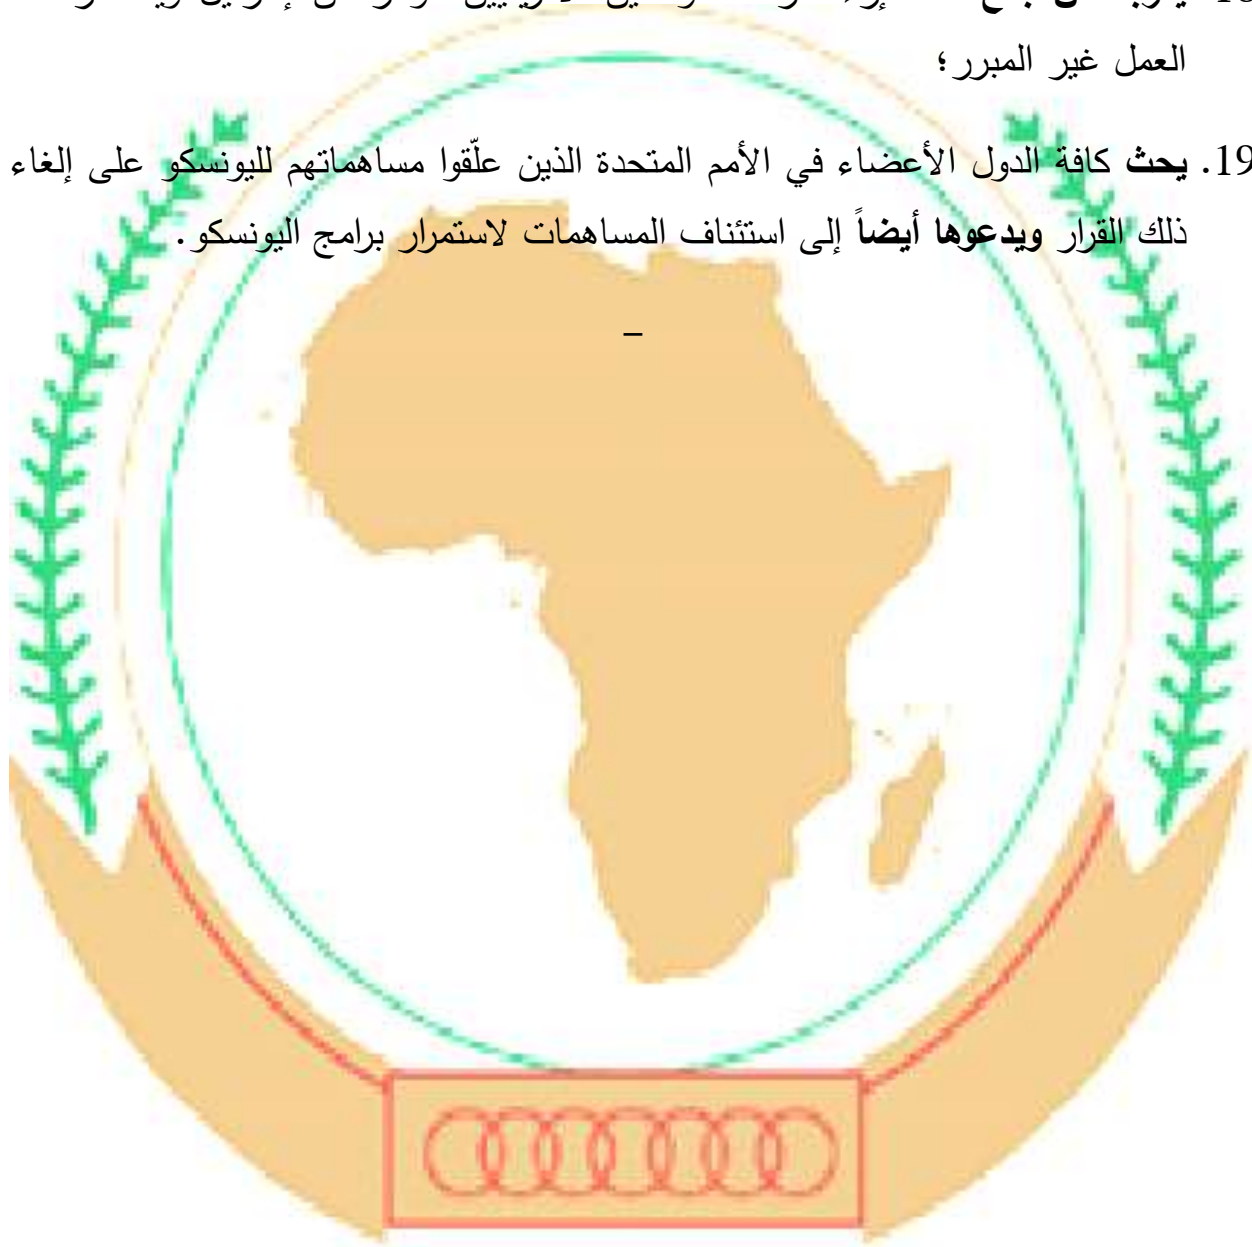 العمل غير المبرر؛
19. يحث كافة الدول الأعضاء في الأمم المتحدة الذين علّقوا مساهماتهم لليونسكو على إلغاء
ذلك القرار ويدعوها أيضاً إلى استئناف المساهمات لاستمرار برامج اليونسكو.
–